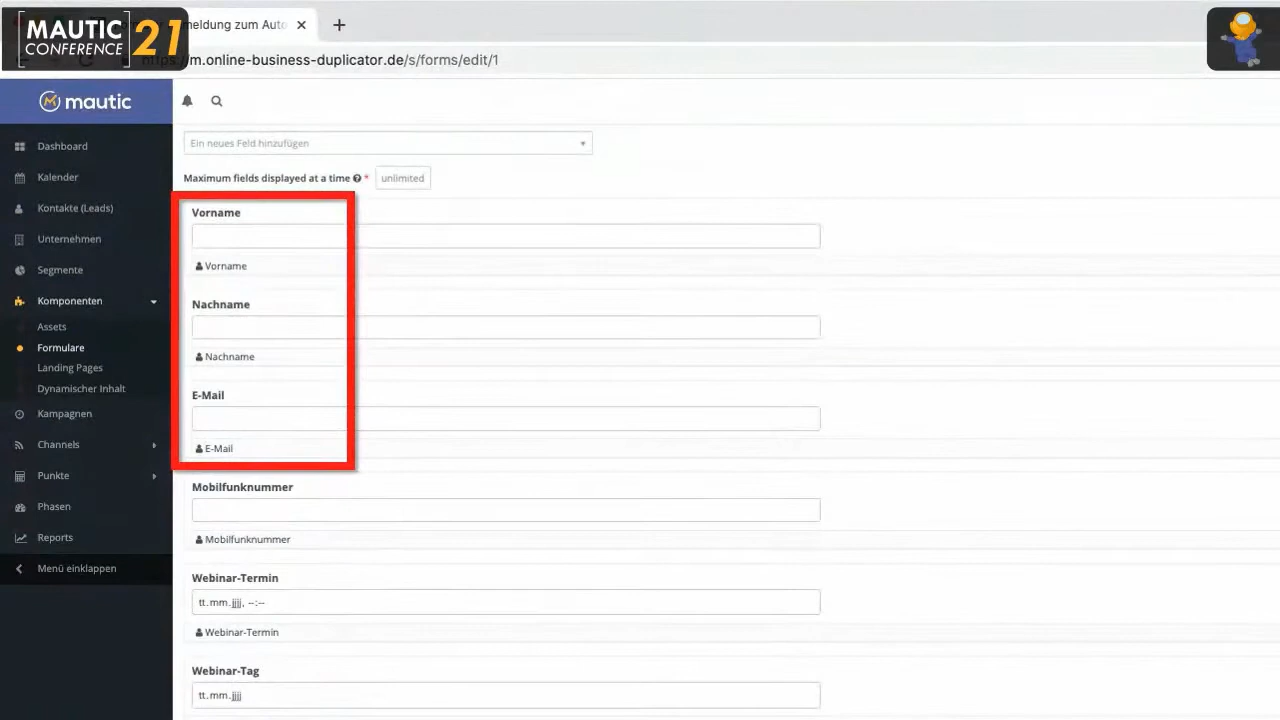 MAUTIC
CONFERENCE
21
meldung zum Auto
https://m.online-business-duplicator.de/s/forms/edit/1
mautic
Dashboard
Kalender
Kontakte (Leads)
Unternehmen
Segmente
Komponenten
Assets
Formulare
Landing Pages
Dynamischer Inhalt
Kampagnen
Channels
Punkte
Phasen
Reports
Menü einklappen
Ein neues Feld hinzufügen
Maximum fields displayed at a time * unlimited
Vorname
Vorname
Nachname
Nachname
E-Mail
E-Mail
Mobilfunknummer
Mobilfunknummer
Webinar-Termin
tt.mm.jjjj, --:--
Webinar-Termin
Webinar-Tag
tt.mm.jjjj